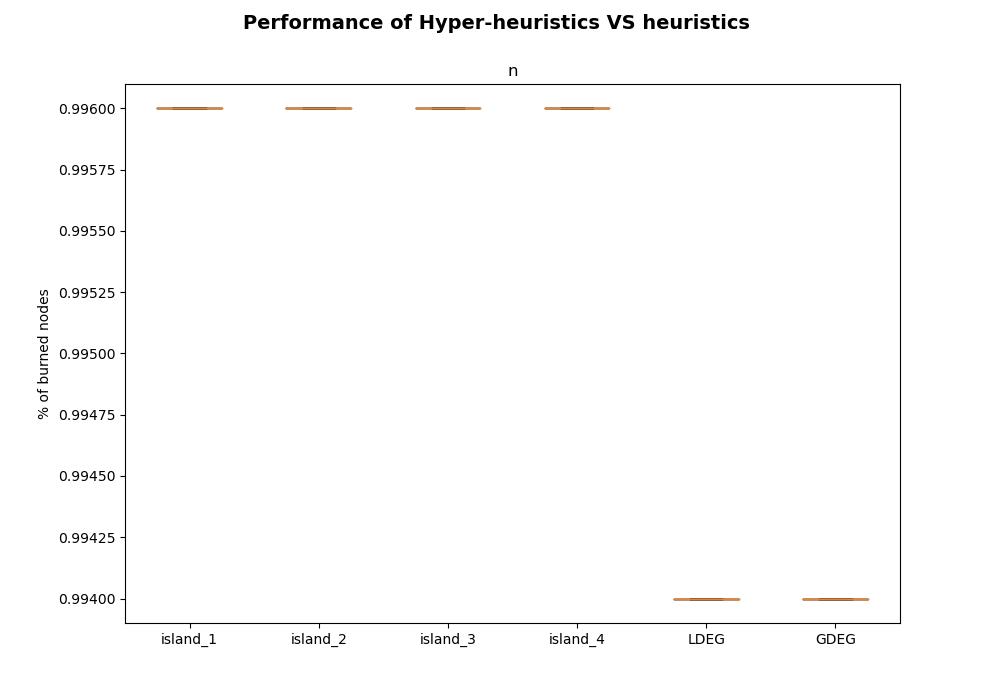 Performance of Hyper-heuristics VS heuristics
n
0.99600
0.99575
0.99550
0.99525
0.99500
0.99475
0.99450
0.99425
0.99400
% of burned nodes
island_1 island_2 island_3 island_4 LDEG GDEG